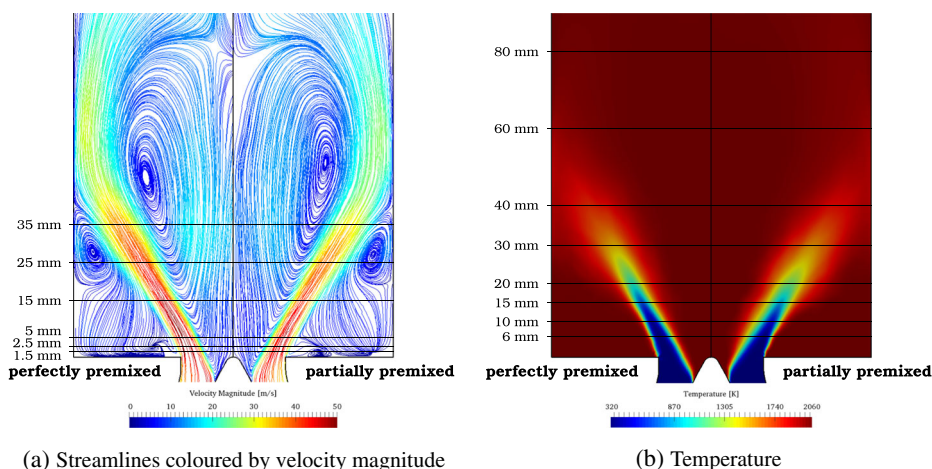 35 mm
25 mm
15 mm
5 mm
2.5 mm
1.5 mm
perfectly premixed
partially premixed
Velocity Magnitude [m/s]
0 10 20 30 40 50
(a) Streamlines coloured by velocity magnitude
80 mm
60 mm
40 mm
30 mm
20 mm
15 mm
10 mm
6 mm
perfectly premixed
partially premixed
Temperature [K]
320 870 1305 1740 2060
(b) Temperature